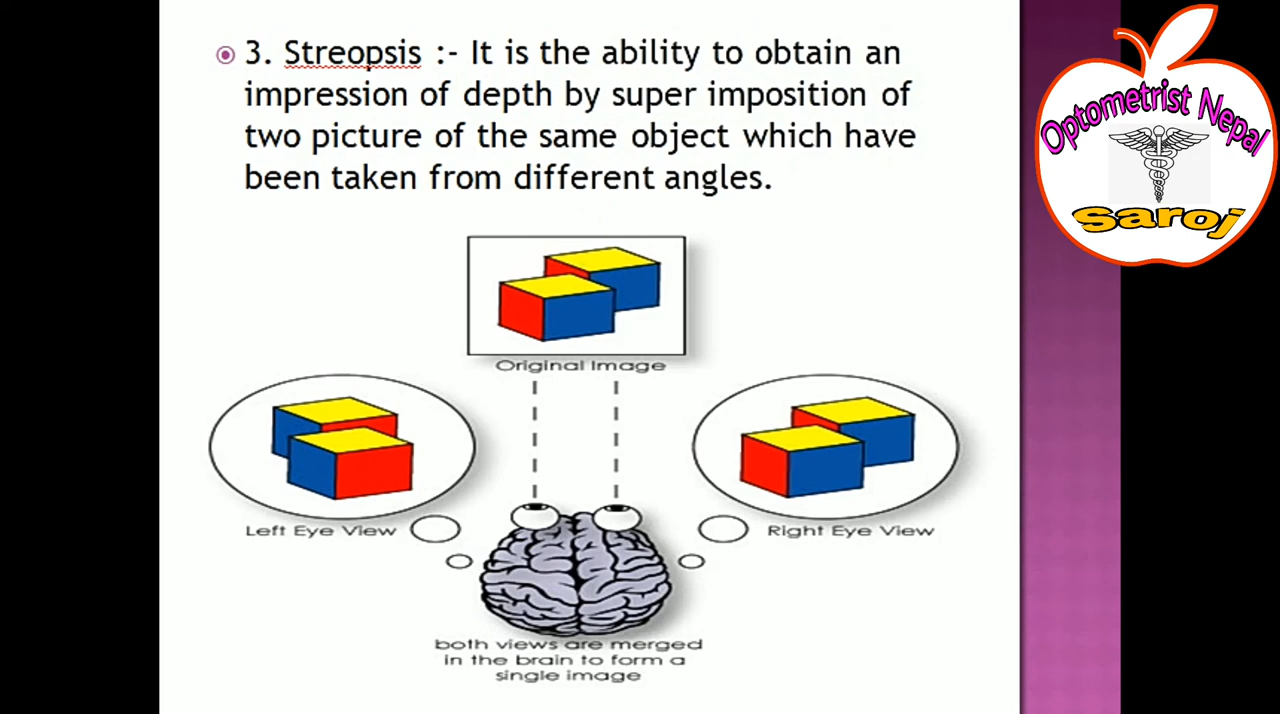 3. Streopsis :- It is the ability to obtain an
impression of depth by super imposition of
two picture of the same object which have
been taken from different angles.
Optometrist Nepal
Saroj
Original Image
Left Eye View
Right Eye View
both views are merged
in the brain to form a
single image